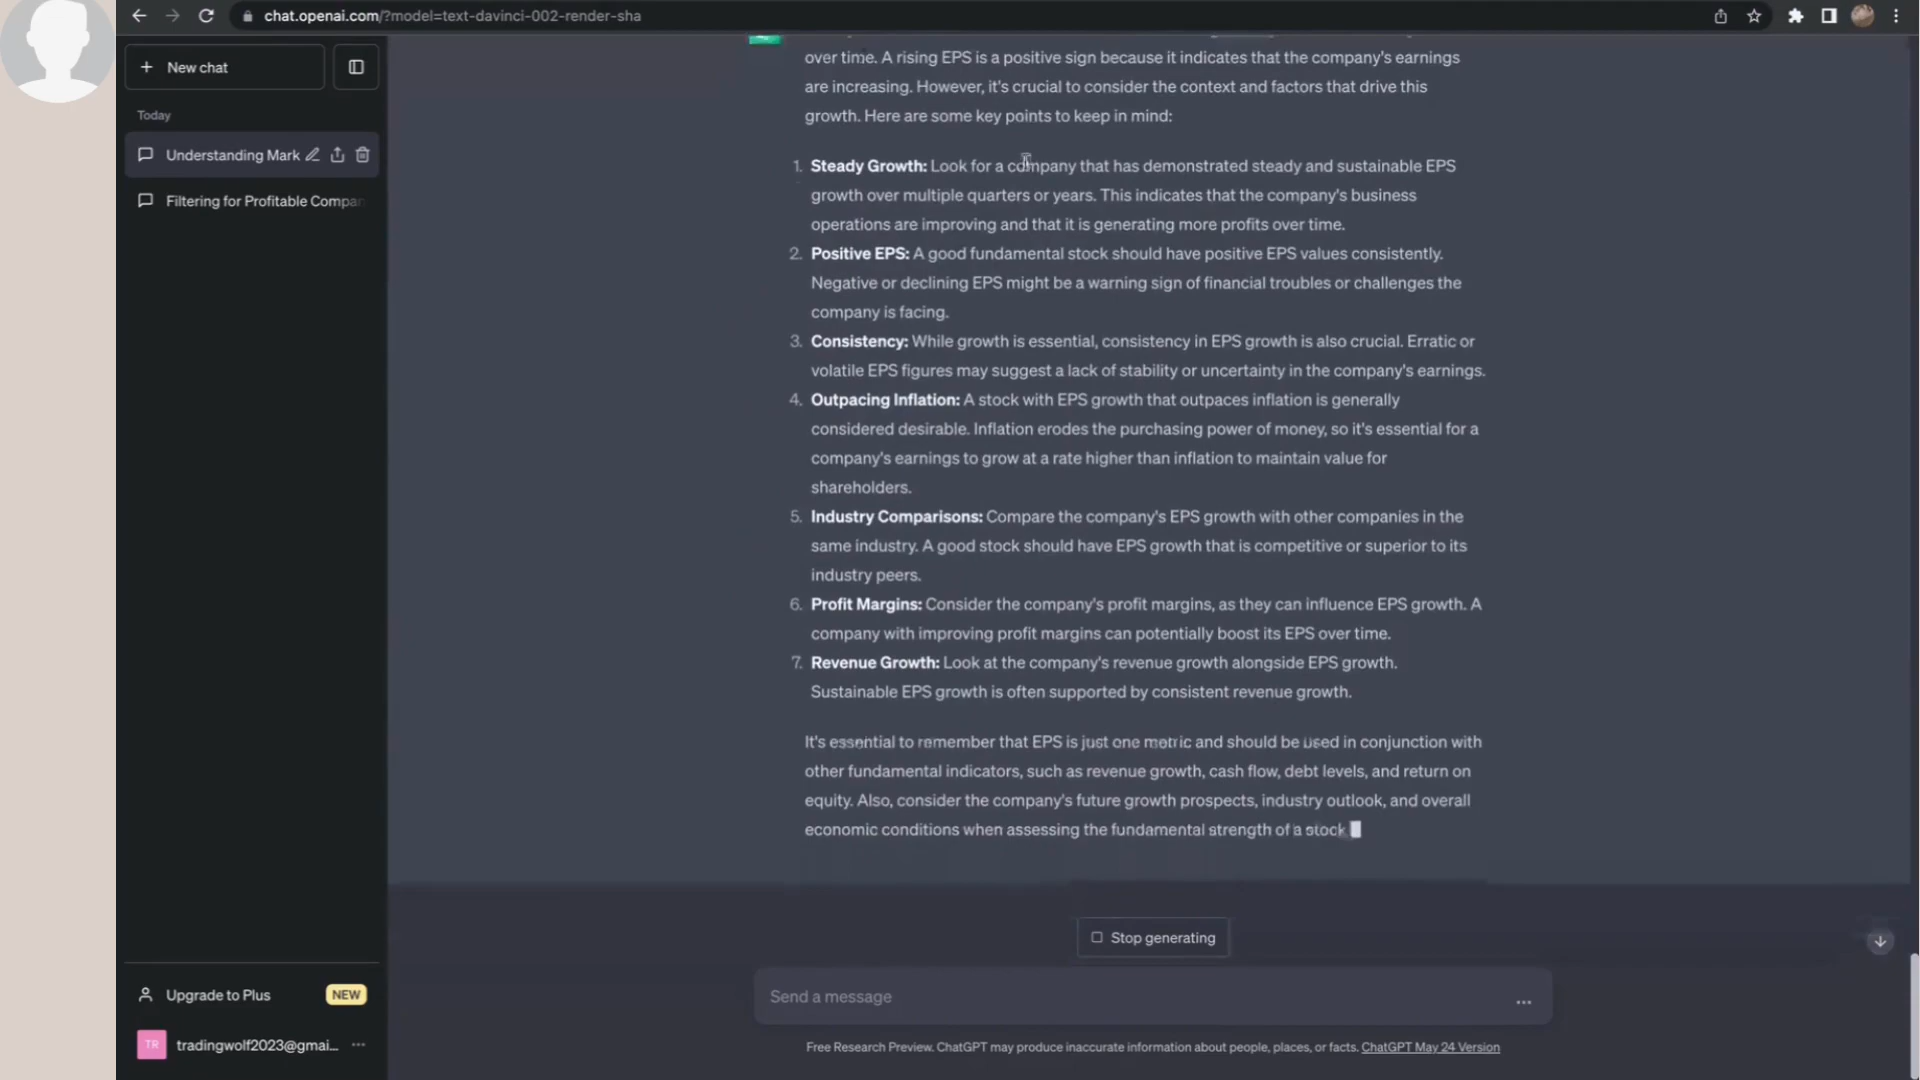 chat.openai.com/?model=text-davinci-002-render-sha
New chat
Today
Understanding Mark
Filtering for Profitable Compar
over time. A rising EPS is a positive sign because it indicates that the company's earnings
are increasing. However, it's crucial to consider the context and factors that drive this
growth. Here are some key points to keep in mind:
1. Steady Growth: Look for a company that has demonstrated steady and sustainable EPS
growth over multiple quarters or years. This indicates that the company's business
operations are improving and that it is generating more profits over time.
2. Positive EPS: A good fundamental stock should have positive EPS values consistently.
Negative or declining EPS might be a warning sign of financial troubles or challenges the
company is facing.
3. Consistency: While growth is essential, consistency in EPS growth is also crucial. Erratic or
volatile EPS figures may suggest a lack of stability or uncertainty in the company's earnings.
4. Outpacing Inflation: A stock with EPS growth that outpaces inflation is generally
considered desirable. Inflation erodes the purchasing power of money, so it's essential for a
company's earnings to grow at a rate higher than inflation to maintain value for
shareholders.
5. Industry Comparisons: Compare the company's EPS growth with other companies in the
same industry. A good stock should have EPS growth that is competitive or superior to its
industry peers.
6. Profit Margins: Consider the company's profit margins, as they can influence EPS growth. A
company with improving profit margins can potentially boost its EPS over time.
7. Revenue Growth: Look at the company's revenue growth alongside EPS growth.
Sustainable EPS growth is often supported by consistent revenue growth.
It's essential to remember that EPS is just one metric and should be used in conjunction with
other fundamental indicators, such as revenue growth, cash flow, debt levels, and return on
equity. Also, consider the company's future growth prospects, industry outlook, and overall
economic conditions when assessing the fundamental strength of a stock.
Stop generating
Send a message
Free Research Preview. ChatGPT may produce inaccurate information about people, places, or facts. ChatGPT May 24 Version
Upgrade to Plus NEW
TR tradingwolf2023@gmai...